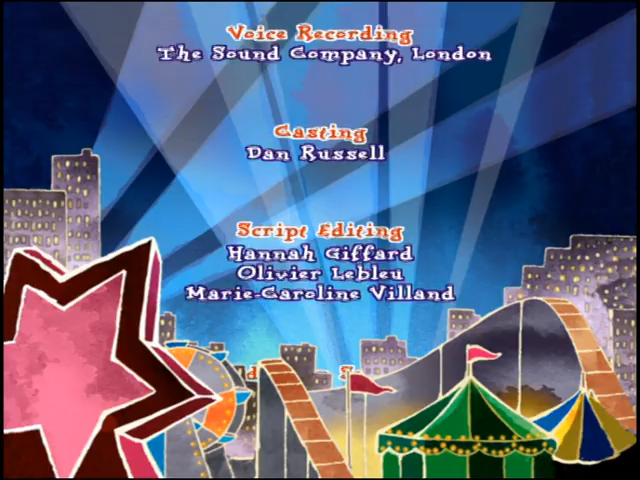 Voice Recording
The Sound Company, London
Casting
Dan Russell
Script Editing
Hannah Giffard
Olivier Lebleu
Marie-Caroline Villand